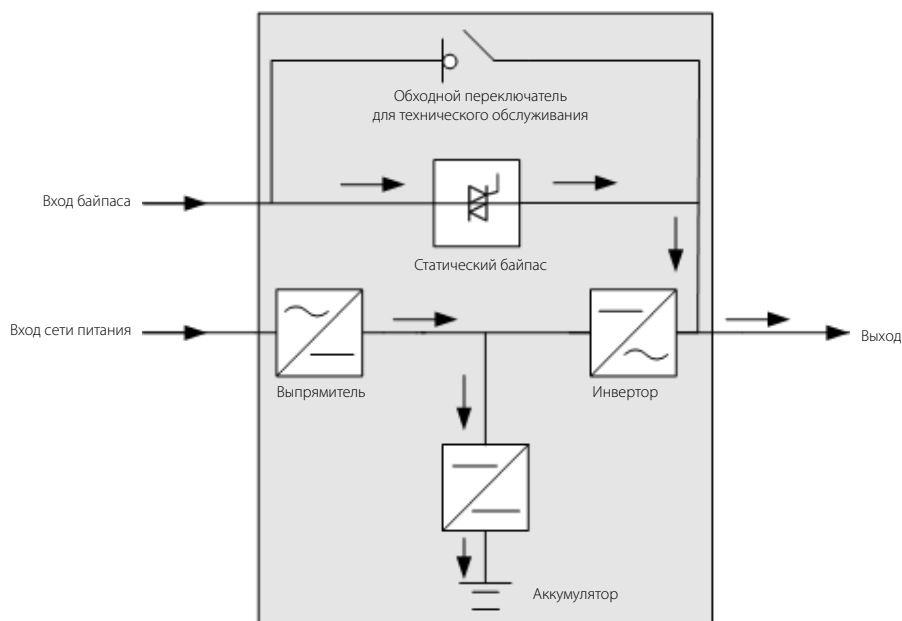 Обходной переключатель
для технического обслуживания
Вход байпаса
Статический байпас
Вход сети питания
Выход
Выпрямитель
Инвертор
Аккумулятор